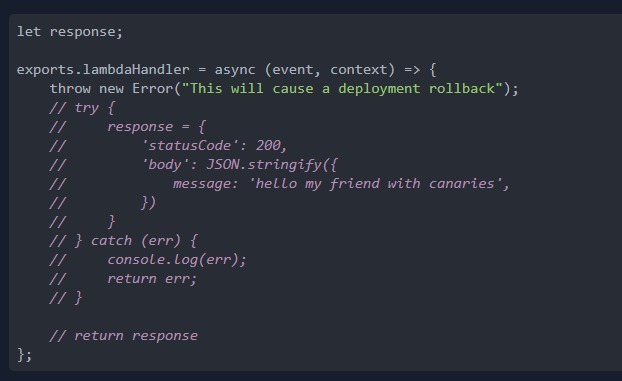 let response;

exports.lambdaHandler = async (event, context) => {
    throw new Error("This will cause a deployment rollback");
    // try {
    //     response = {
    //         'statusCode': 200,
    //         'body': JSON.stringify({
    //             message: 'hello my friend with canaries',
    //         })
    //     }
    // } catch (err) {
    //     console.log(err);
    //     return err;
    // }

    // return response
};